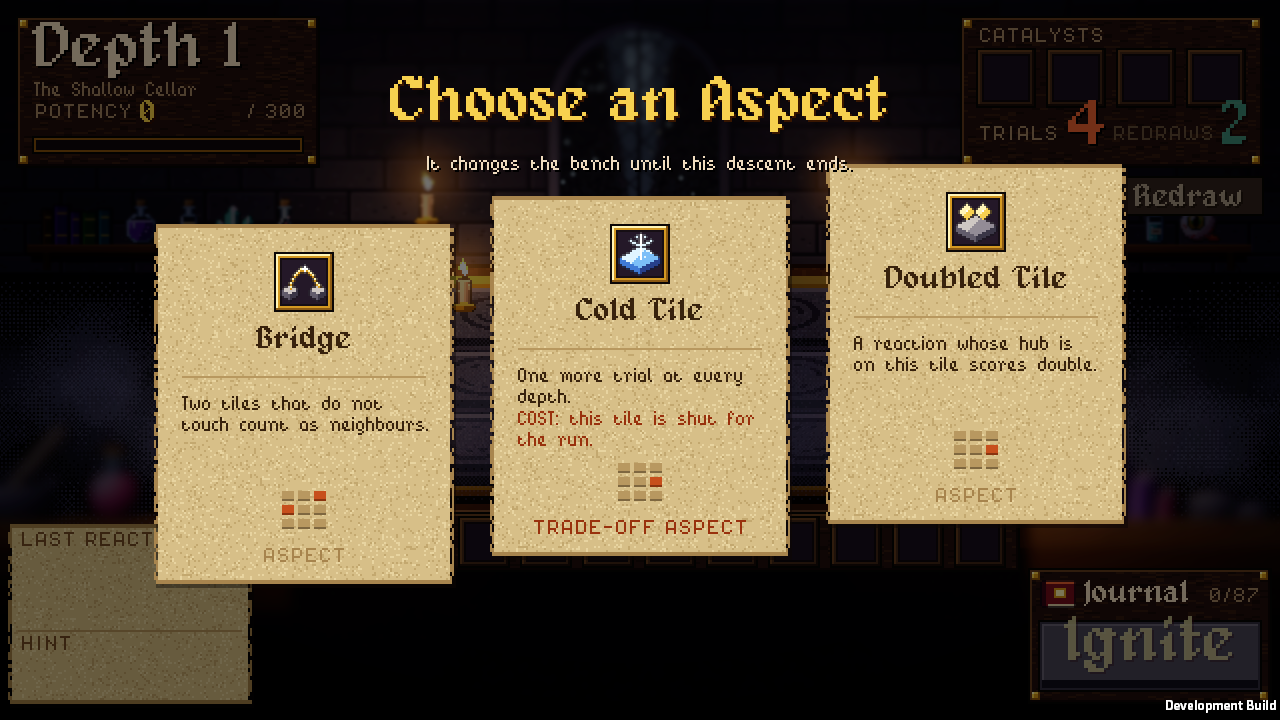 Depth 1
The Shallow Cellar
POTENCY 0 / 300
CATALYSTS
TRIALS 4 REDRAWS 2
Redraw
Choose an Aspect
It changes the bench until this descent ends.
Bridge
Two tiles that do not
touch count as neighbours.
ASPECT
Cold Tile
One more trial at every
depth.
COST: this tile is shut for
the run.
TRADE-OFF ASPECT
Doubled Tile
A reaction whose hub is
on this tile scores double.
ASPECT
LAST REACT
HINT
Journal 0/87
Ignite
Development Build